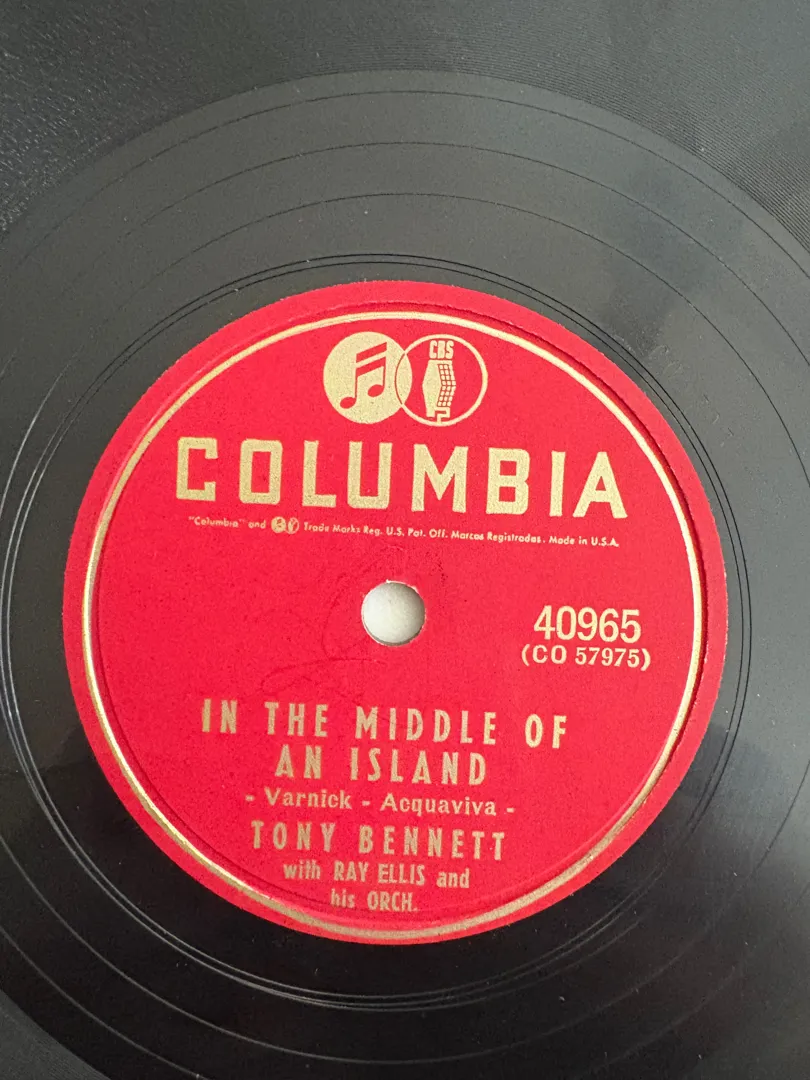 CBS
COLUMBIA
"Columbia" and Trade Marks Reg. U.S. Pat. Off. Marcas Registradas. Made in U.S.A.
40965
(CO 57975)
IN THE MIDDLE OF
AN ISLAND
- Varnick - Acquaviva -
TONY BENNETT
with RAY ELLIS and
his ORCH.